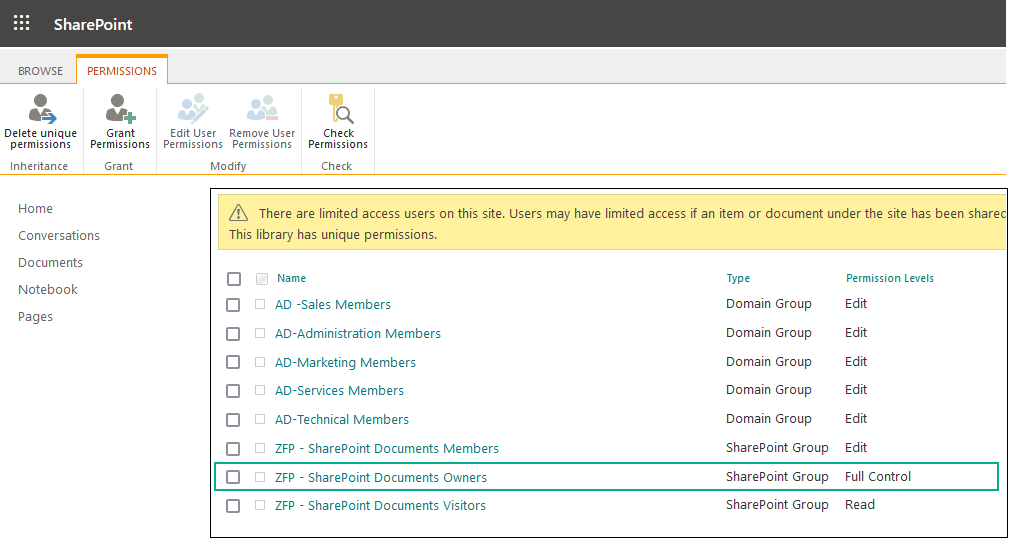 SharePoint
BROWSE PERMISSIONS
Delete unique permissions
Grant Permissions
Edit User Permissions
Remove User Permissions
Check Permissions
Inheritance Grant Modify Check
Home
Conversations
Documents
Notebook
Pages
There are limited access users on this site. Users may have limited access if an item or document under the site has been shared
This library has unique permissions.
Name Type Permission Levels
AD -Sales Members Domain Group Edit
AD-Administration Members Domain Group Edit
AD-Marketing Members Domain Group Edit
AD-Services Members Domain Group Edit
AD-Technical Members Domain Group Edit
ZFP - SharePoint Documents Members SharePoint Group Edit
ZFP - SharePoint Documents Owners SharePoint Group Full Control
ZFP - SharePoint Documents Visitors SharePoint Group Read